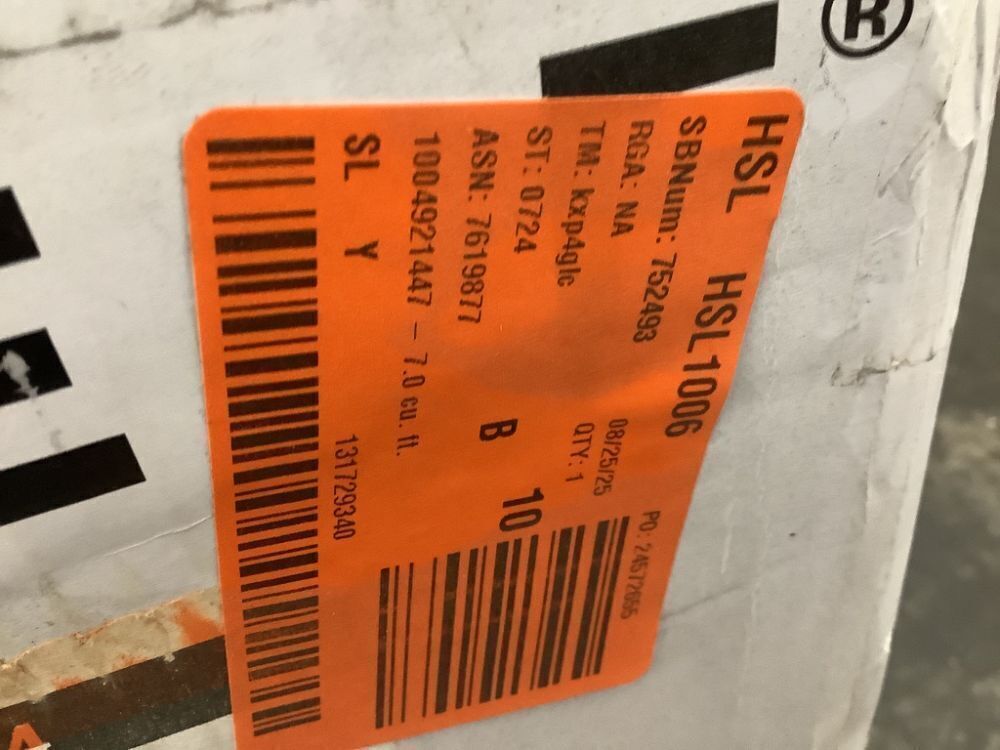 HSL HSL1006
SBNum: 752493
RGA: NA 08/25/25 PO: 24572655
TM: kxp4glc QTY: 1
ST: 0724
ASN: 7619877 B 10
1004921447 - 7.0 cu. ft.
SL Y 131729340
®